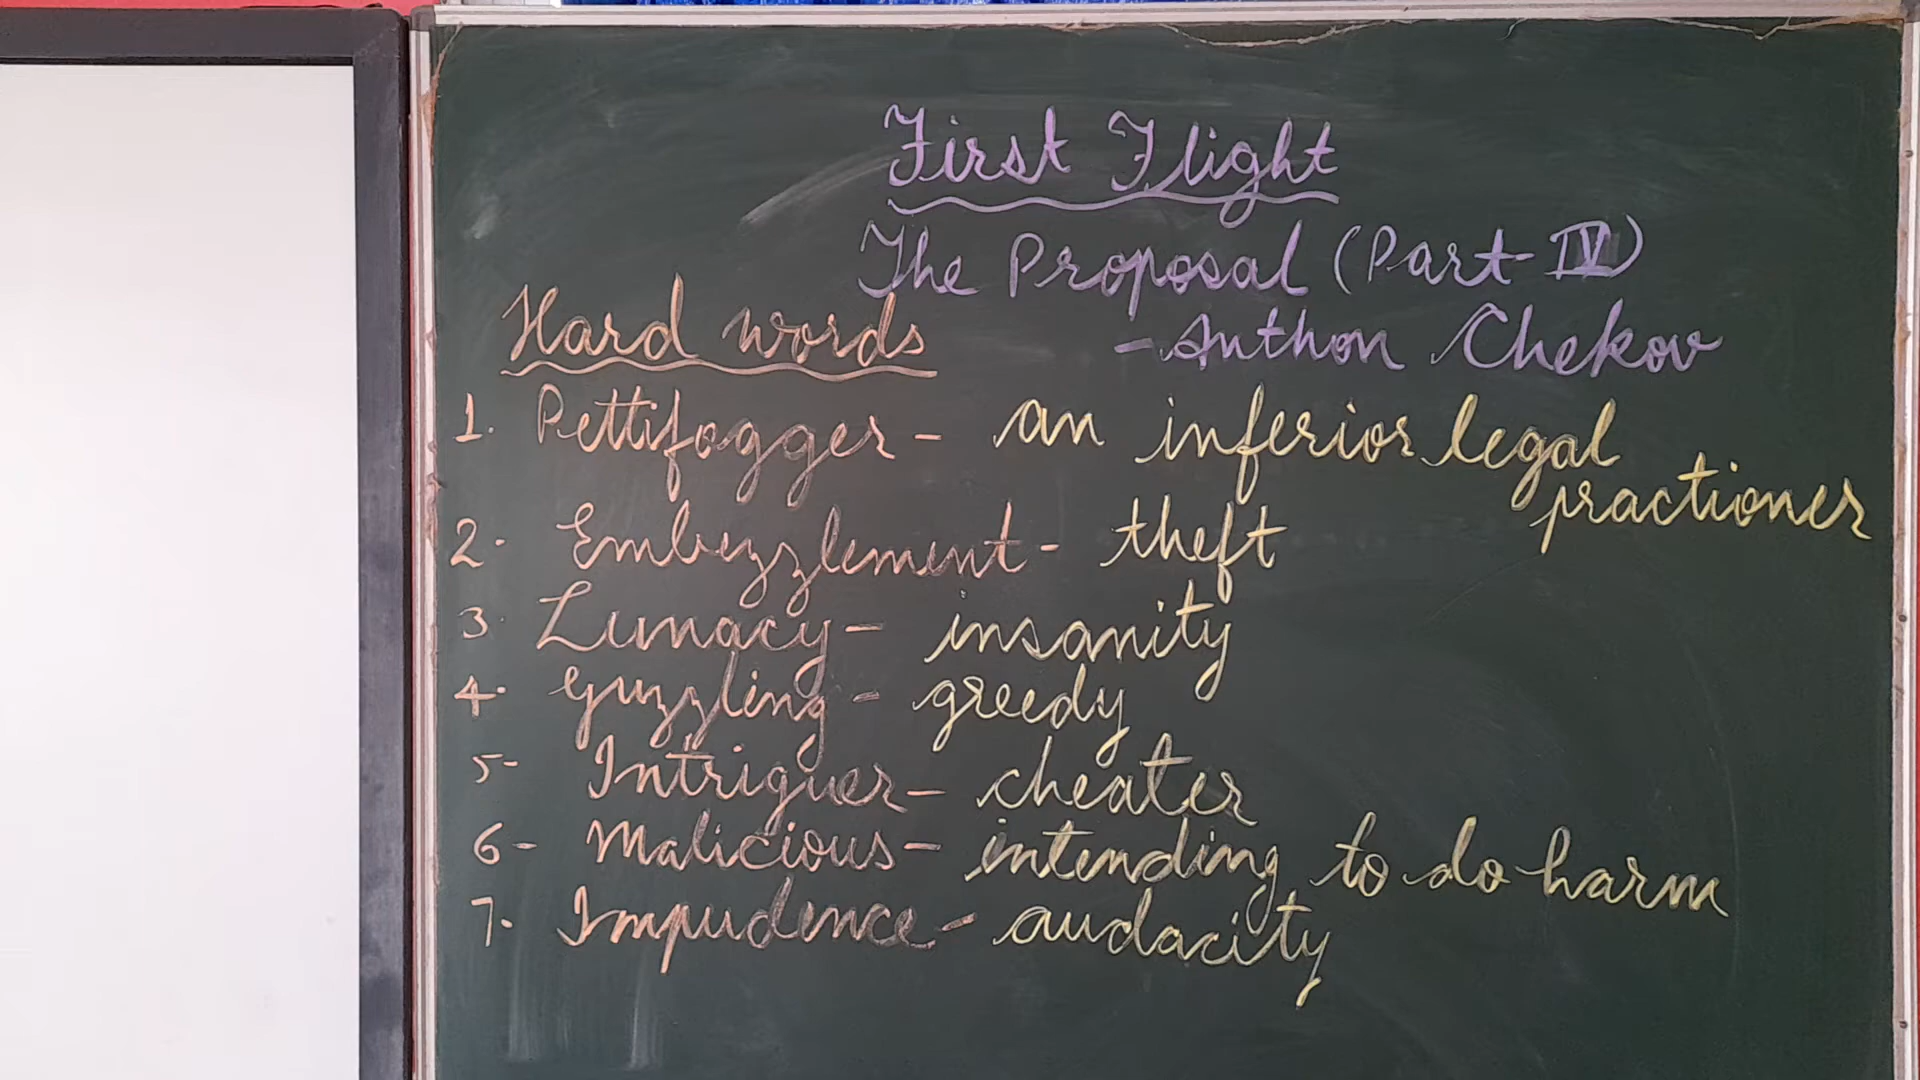 First Flight
The Proposal (Part-IV)
Hard words
- Anthon Chekov
1. Pettifogger - an inferior legal
practioner
2. Embezzlement - theft
3. Lunacy - insanity
4. Guzzling - greedy
5- Intriguer - cheater
6- Malicious - intending to do harm
7. Impudence - audacity